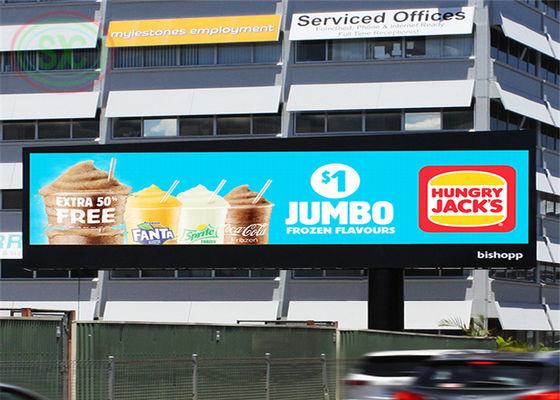 SXC
mylestones employment
Serviced Offices
Furnished, Phone & Internet Ready
Full Time Receptionist
EXTRA 50%
FREE
FANTA
Sprite
Coca-Cola
Frozen
$1
JUMBO
FROZEN FLAVOURS
HUNGRY
JACK'S
bishopp